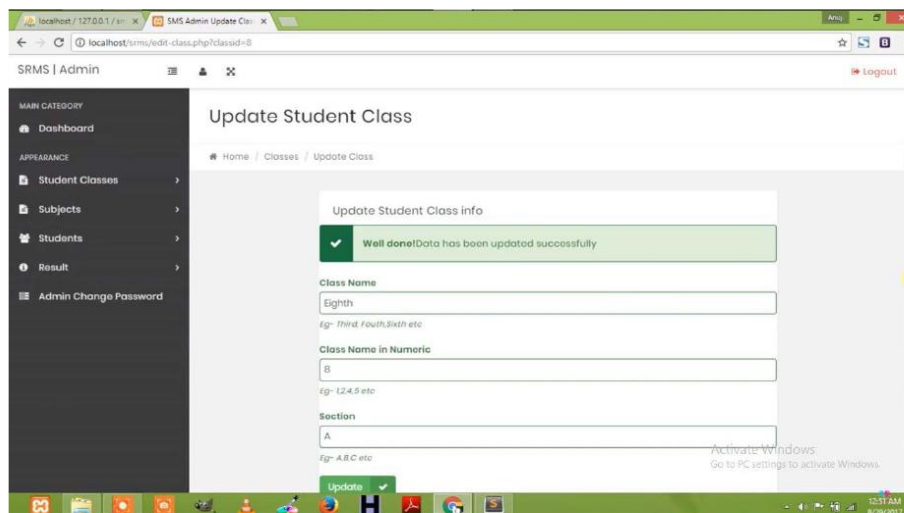 localhost / 127.0.0.1 /
SMS Admin Update Clas
Anuj
localhost/srms/edit-class.php?classid=8
SRMS | Admin
Logout
MAIN CATEGORY
Dashboard
APPEARANCE
Student Classes
Subjects
Students
Result
Admin Change Password
Update Student Class
Home / Classes / Update Class
Update Student Class info
Well done!Data has been updated successfully
Class Name
Eighth
Eg- Third, Fouth,Sixth etc
Class Name in Numeric
8
Eg- 1,2,4,5 etc
Section
A
Eg- A,B,C etc
Update
Activate Windows
Go to PC settings to activate Windows.
12:51 AM
8/29/2017